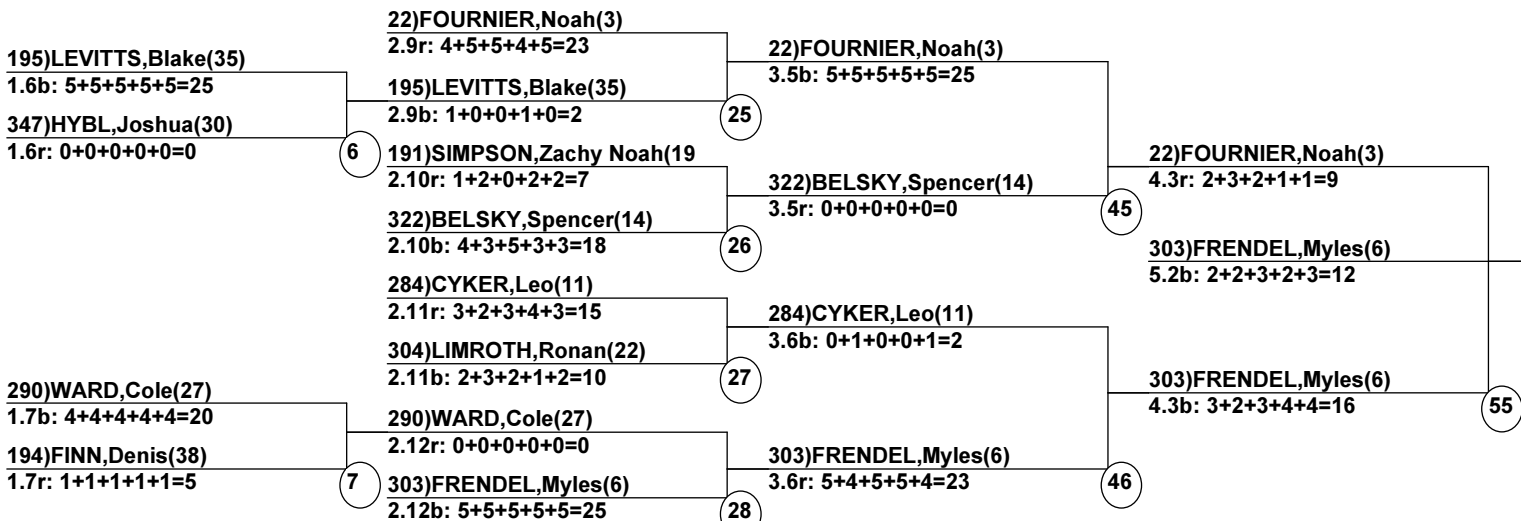 195)LEVITTS,Blake(35)
1.6b: 5+5+5+5+5=25
347)HYBL,Joshua(30)
1.6r: 0+0+0+0+0=0
6
290)WARD,Cole(27)
1.7b: 4+4+4+4+4=20
194)FINN,Denis(38)
1.7r: 1+1+1+1+1=5
7
22)FOURNIER,Noah(3)
2.9r: 4+5+5+4+5=23
195)LEVITTS,Blake(35)
2.9b: 1+0+0+1+0=2
25
191)SIMPSON,Zachy Noah(19
2.10r: 1+2+0+2+2=7
322)BELSKY,Spencer(14)
2.10b: 4+3+5+3+3=18
26
284)CYKER,Leo(11)
2.11r: 3+2+3+4+3=15
304)LIMROTH,Ronan(22)
2.11b: 2+3+2+1+2=10
27
290)WARD,Cole(27)
2.12r: 0+0+0+0+0=0
303)FRENDEL,Myles(6)
2.12b: 5+5+5+5+5=25
28
22)FOURNIER,Noah(3)
3.5b: 5+5+5+5+5=25
322)BELSKY,Spencer(14)
3.5r: 0+0+0+0+0=0
45
284)CYKER,Leo(11)
3.6b: 0+1+0+0+1=2
303)FRENDEL,Myles(6)
3.6r: 5+4+5+5+4=23
46
22)FOURNIER,Noah(3)
4.3r: 2+3+2+1+1=9
303)FRENDEL,Myles(6)
5.2b: 2+2+3+2+3=12
303)FRENDEL,Myles(6)
4.3b: 3+2+3+4+4=16
55